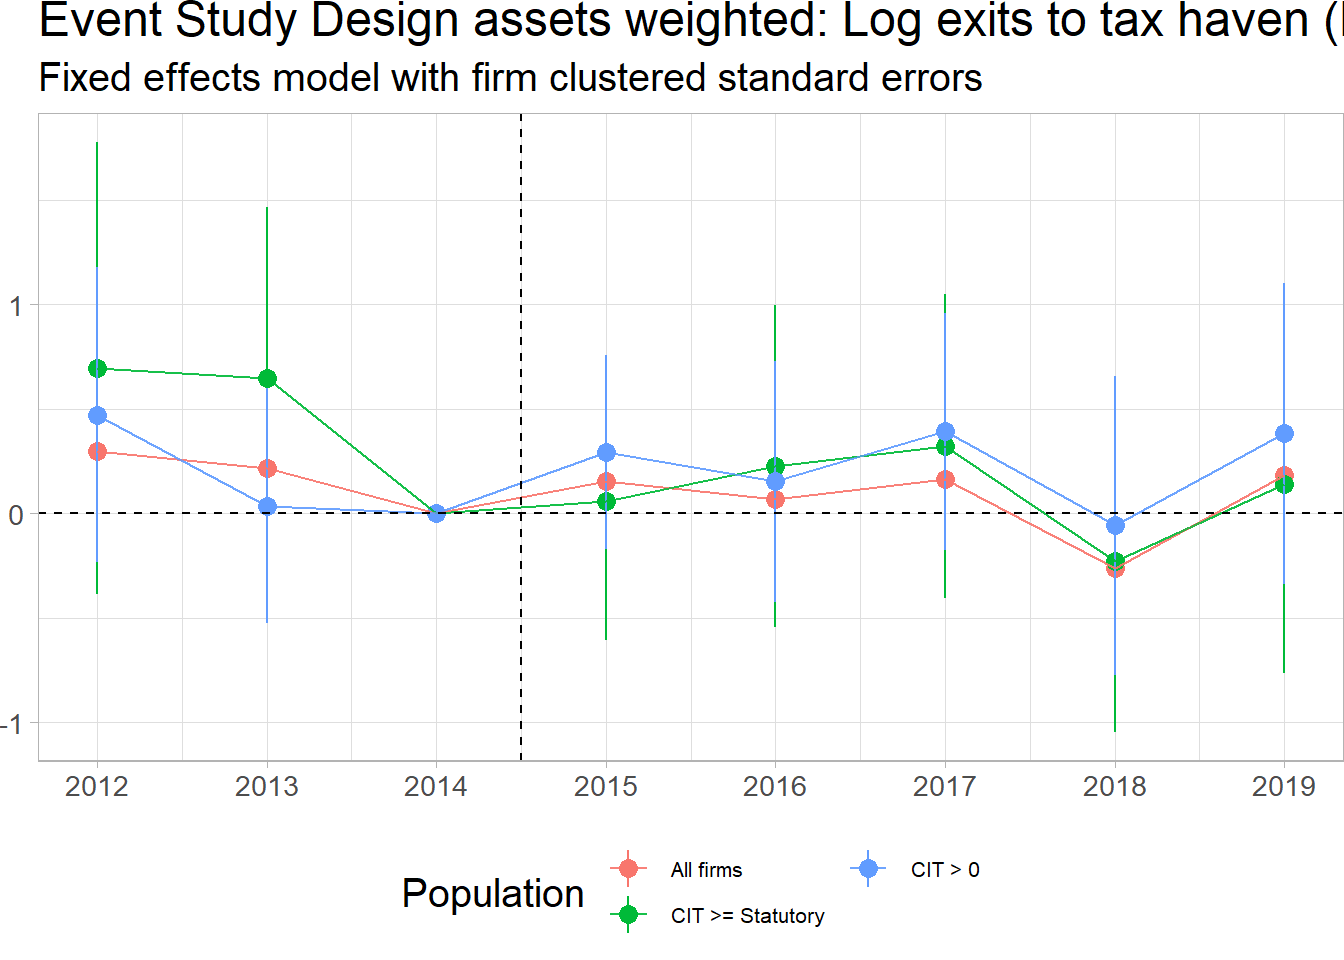 Event Study Design assets weighted: Log exits to tax haven (
Fixed effects model with firm clustered standard errors
1
0
-1
2012 2013 2014 2015 2016 2017 2018 2019
Population
All firms
CIT > 0
CIT >= Statutory